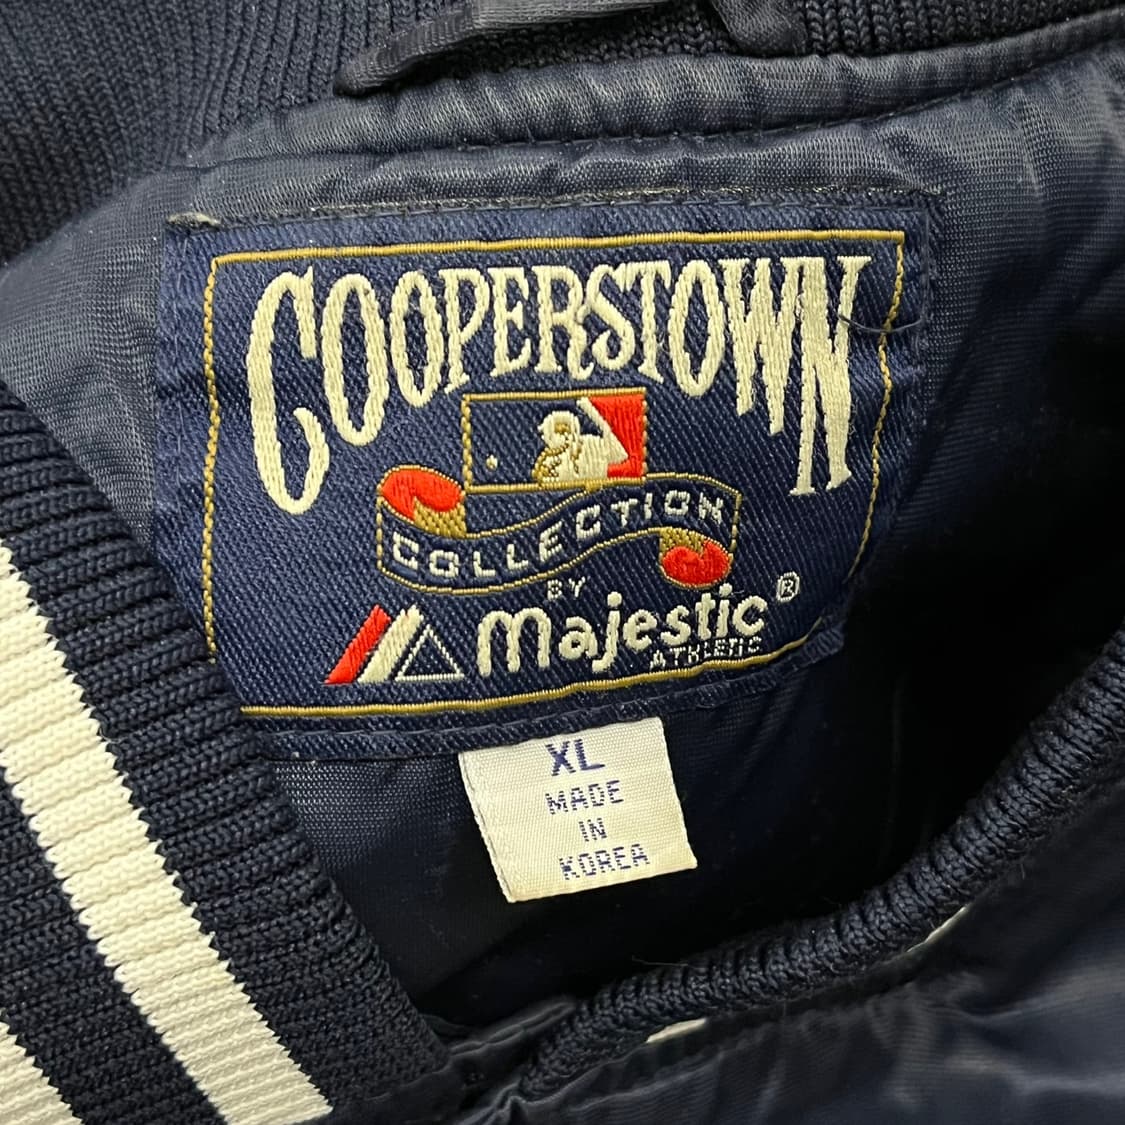 COOPERSTOWN
COLLECTION
BY
Majestic®
ATHLETIC
XL
MADE
IN
KOREA